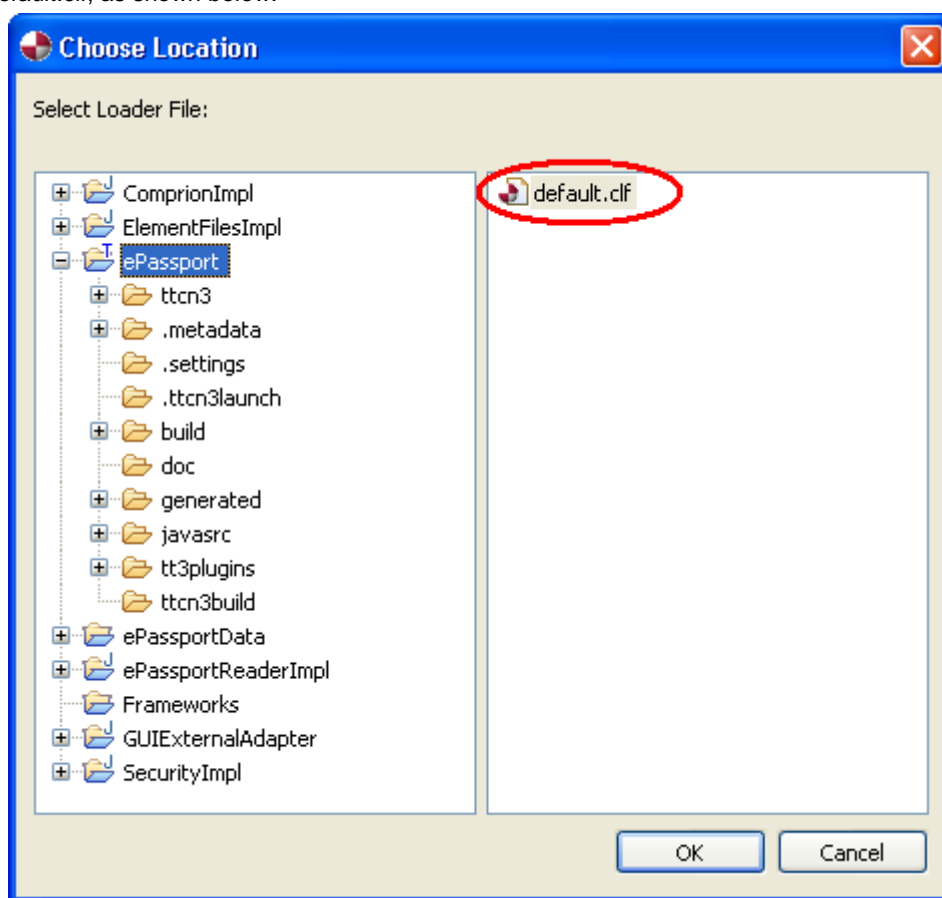 Choose Location
Select Loader File:
ComprionImpl
ElementFilesImpl
ePassport
ttcn3
.metadata
.settings
.ttcn3launch
build
doc
generated
javasrc
tt3plugins
ttcn3build
ePassportData
ePassportReaderImpl
Frameworks
GUIExternalAdapter
SecurityImpl
default.clf
OK
Cancel